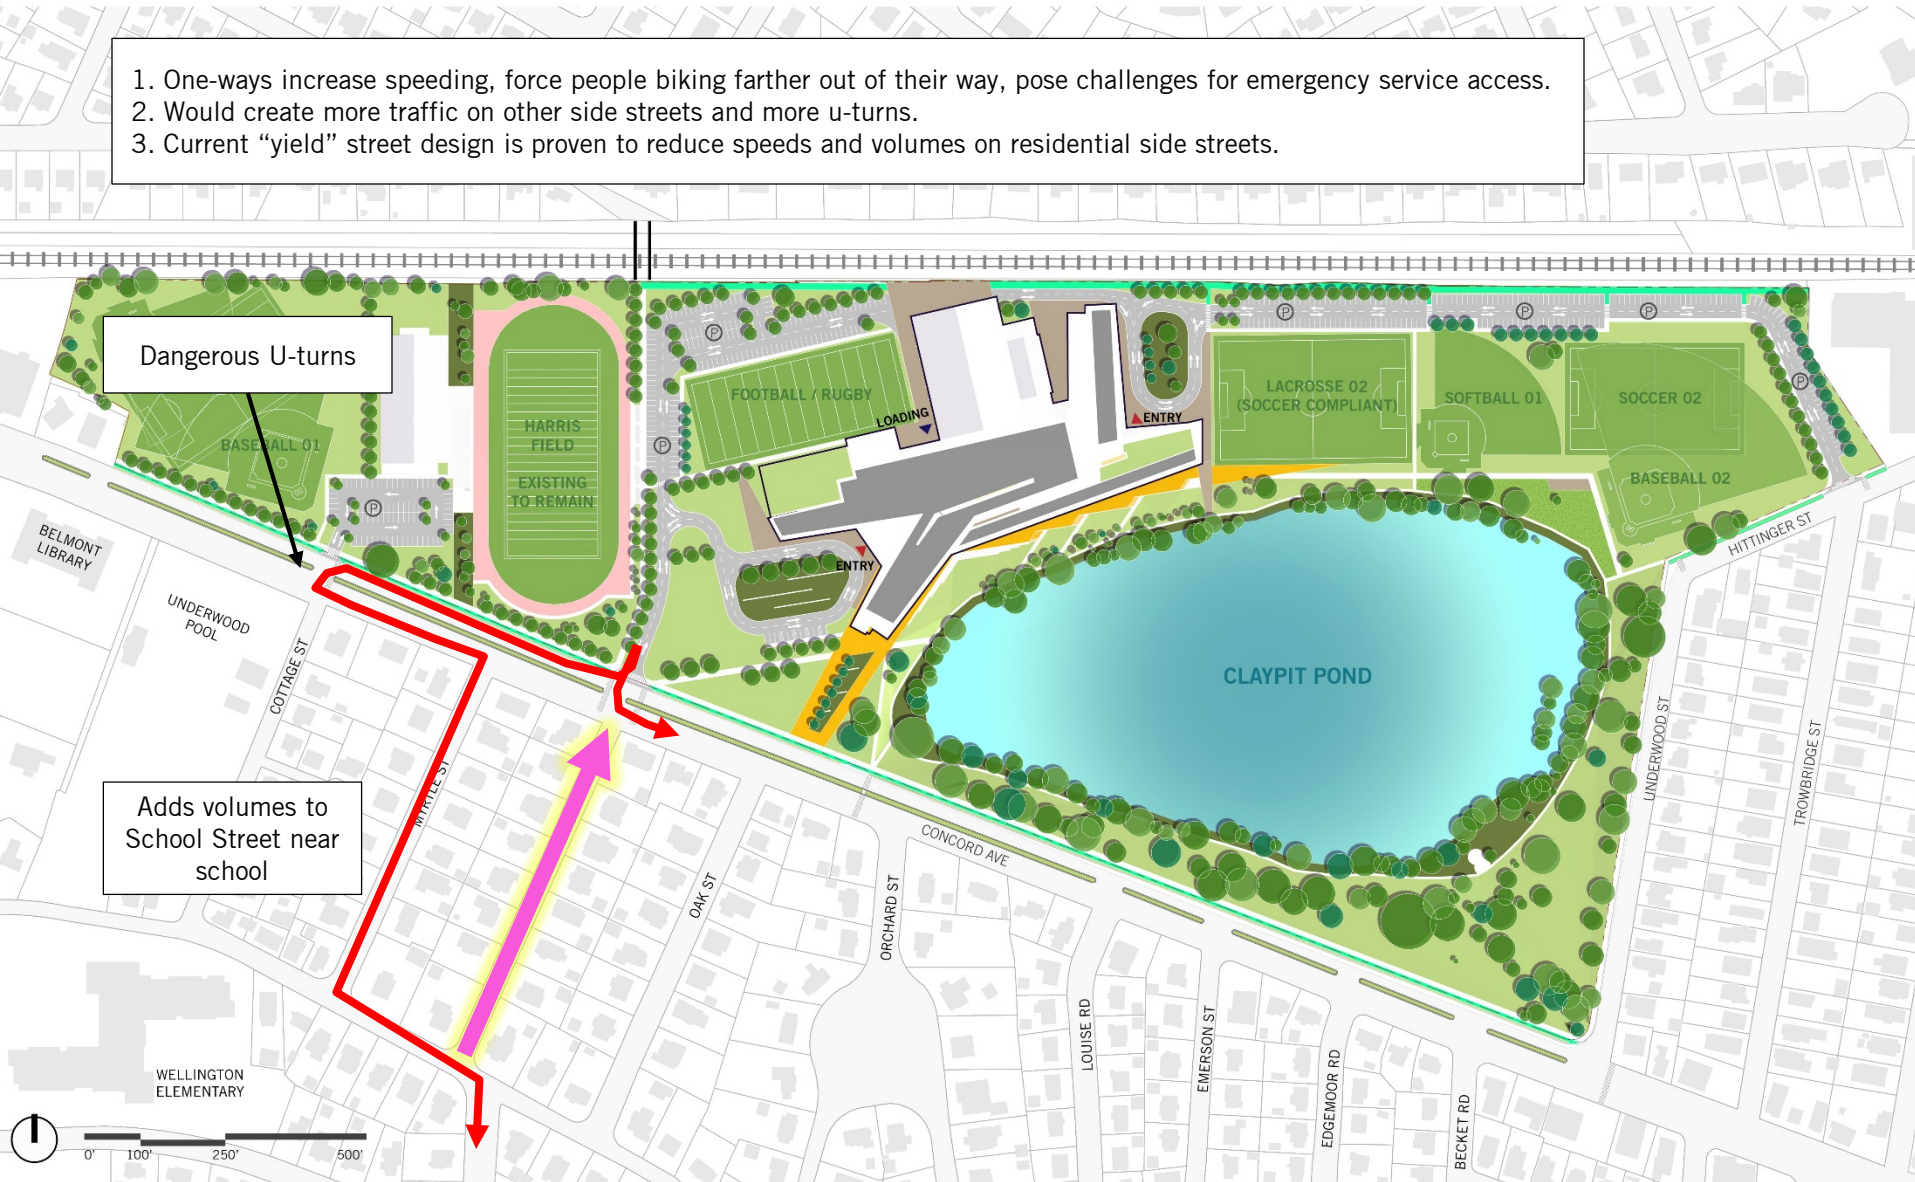 1. One-ways increase speeding, force people biking farther out of their way, pose challenges for emergency service access.
2. Would create more traffic on other side streets and more u-turns.
3. Current “yield” street design is proven to reduce speeds and volumes on residential side streets.
Dangerous U-turns
BASEBALL 01
HARRIS
FIELD
EXISTING
TO REMAIN
FOOTBALL / RUGBY
LOADING
ENTRY
ENTRY
LACROSSE 02
(SOCCER COMPLIANT)
SOFTBALL 01
SOCCER 02
BASEBALL 02
P
P
P
P
P
P
P
HITTINGER ST
BELMONT
LIBRARY
UNDERWOOD
POOL
COTTAGE ST
MYRTLE ST
CLAYPIT POND
UNDERWOOD ST
TROWBRIDGE ST
Adds volumes to
School Street near
school
OAK ST
ORCHARD ST
CONCORD AVE
LOUISE RD
EMERSON ST
EDGEMOOR RD
BECKET RD
WELLINGTON
ELEMENTARY
0' 100' 250' 500'